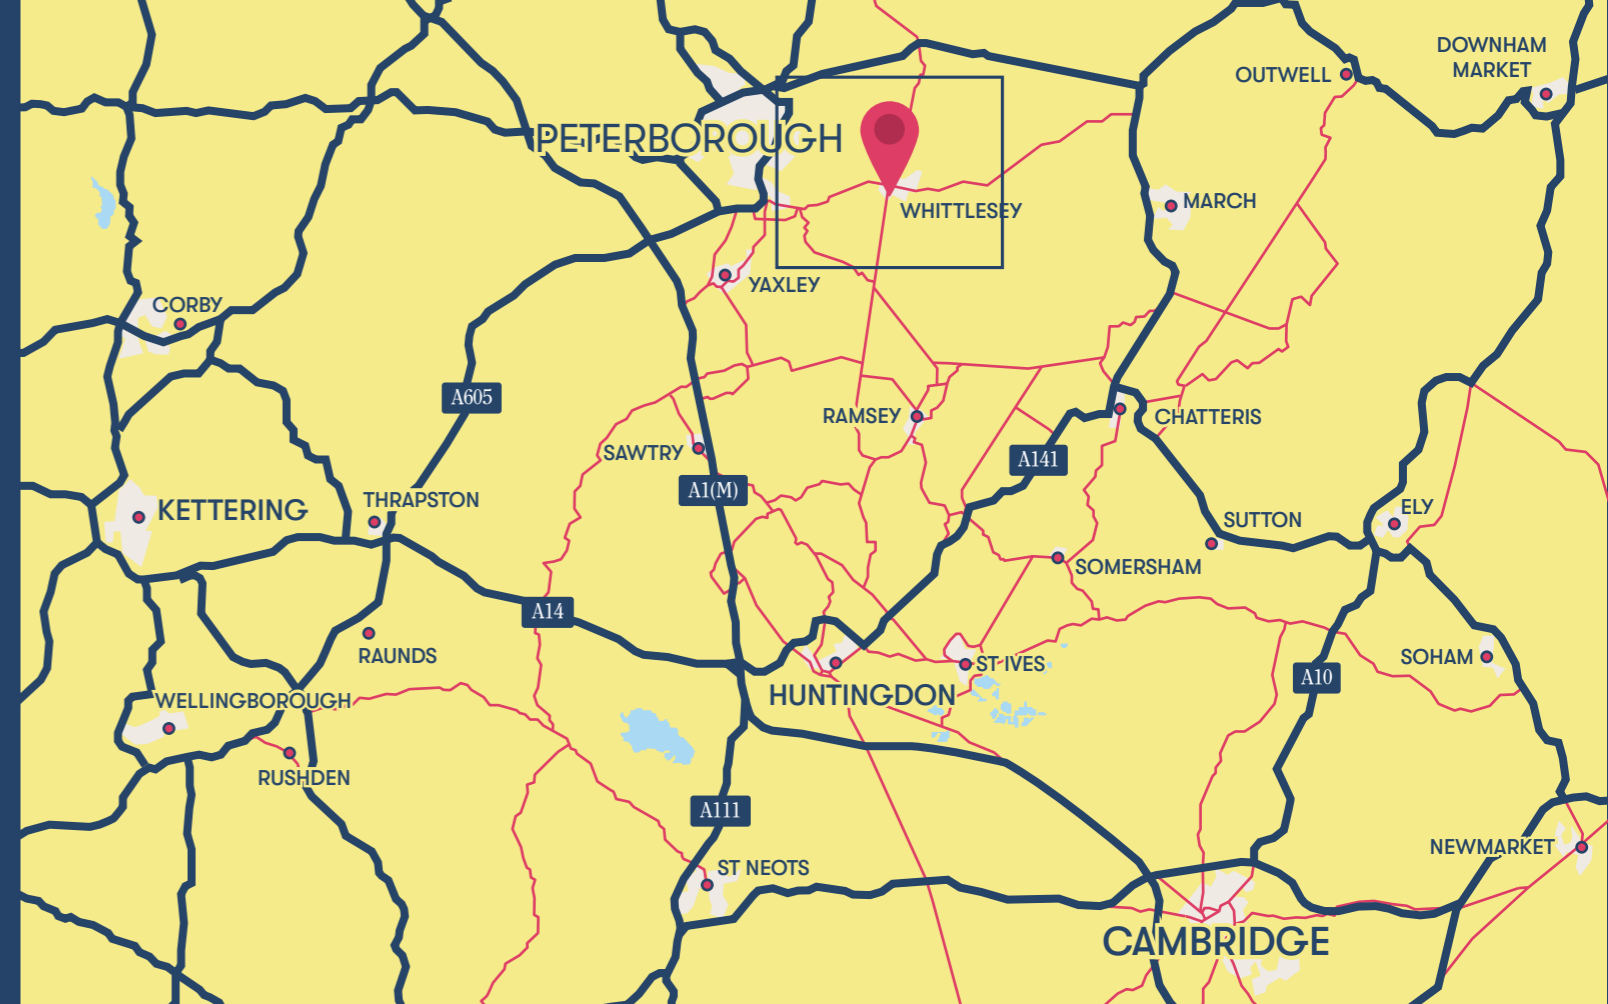 DOWNHAM
MARKET
OUTWELL
PETERBOROUGH
MARCH
WHITTLESEY
YAXLEY
CORBY
A605
RAMSEY
CHATTERIS
SAWTRY
A141
A1(M)
THRAPSTON
KETTERING
ELY
SUTTON
SOMERSHAM
A14
RAUNDS
ST IVES
SOHAM
A10
HUNTINGDON
WELLINGBOROUGH
RUSHDEN
A111
NEWMARKET
ST NEOTS
CAMBRIDGE